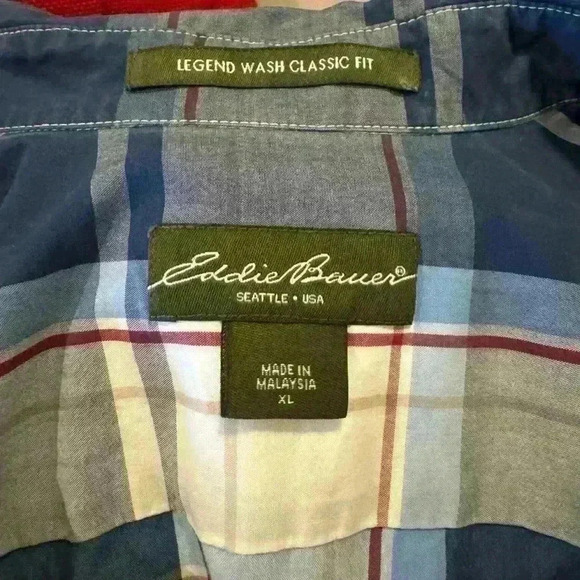 LEGEND WASH CLASSIC FIT
Eddie Bauer®
SEATTLE • USA
MADE IN
MALAYSIA
XL